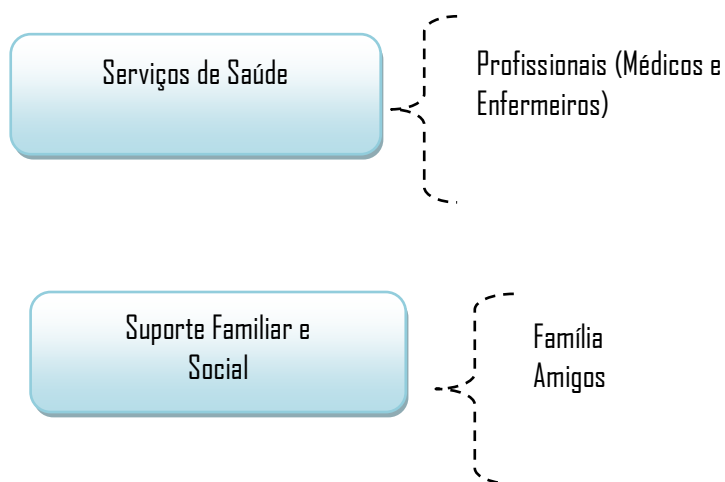 Serviços de Saúde
Profissionais (Médicos e
Enfermeiros)
Suporte Familiar e
Social
Família
Amigos